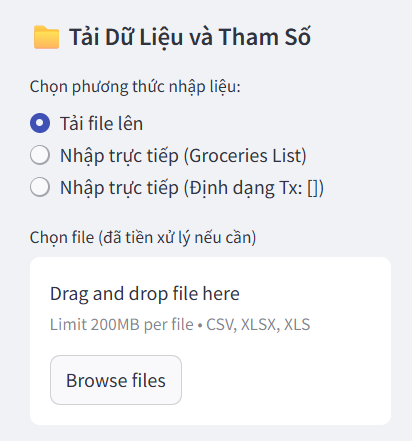 Tải Dữ Liệu và Tham Số
Chọn phương thức nhập liệu:
Tải file lên
Nhập trực tiếp (Groceries List)
Nhập trực tiếp (Định dạng Tx: [])
Chọn file (đã tiền xử lý nếu cần)
Drag and drop file here
Limit 200MB per file • CSV, XLSX, XLS
Browse files